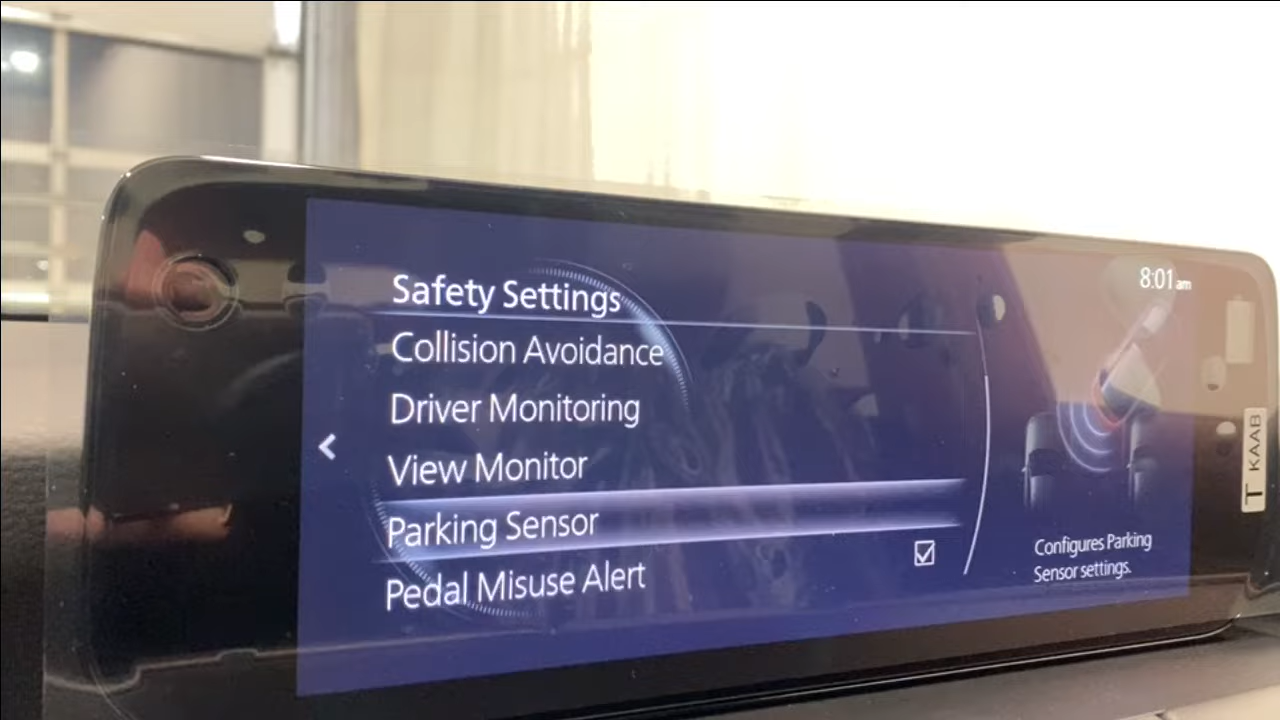 Safety Settings
8:01 am
Collision Avoidance
Driver Monitoring
View Monitor
Parking Sensor
Pedal Misuse Alert
Configures Parking
Sensor settings.
T KAAB